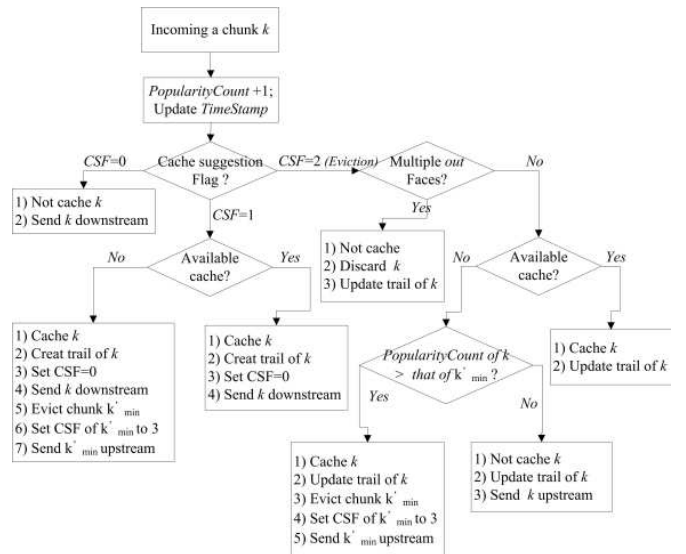 Incoming a chunk k
PopularityCount +1;
Update TimeStamp
CSF=0
Cache suggestion
Flag ?
CSF=2 (Eviction)
Multiple out
Faces?
No
1) Not cache k
2) Send k downstream
CSF=1
Yes
No
Available
cache?
Yes
1) Not cache
2) Discard k
3) Update trail of k
No
Available
cache?
Yes
1) Cache k
2) Creat trail of k
3) Set CSF=0
4) Send k downstream
5) Evict chunk k' min
6) Set CSF of k' min to 3
7) Send k' min upstream
1) Cache k
2) Creat trail of k
3) Set CSF=0
4) Send k downstream
PopularityCount of k
> that of k' min ?
1) Cache k
2) Update trail of k
Yes
No
1) Cache k
2) Update trail of k
3) Evict chunk k' min
4) Set CSF of k' min to 3
5) Send k' min upstream
1) Not cache k
2) Update trail of k
3) Send k upstream